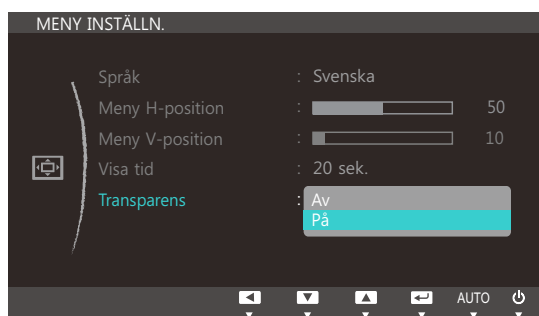 MENY INSTÄLLN.
Språk : Svenska
Meny H-position : 50
Meny V-position : 10
Visa tid : 20 sek.
Transparens : Av
På
AUTO